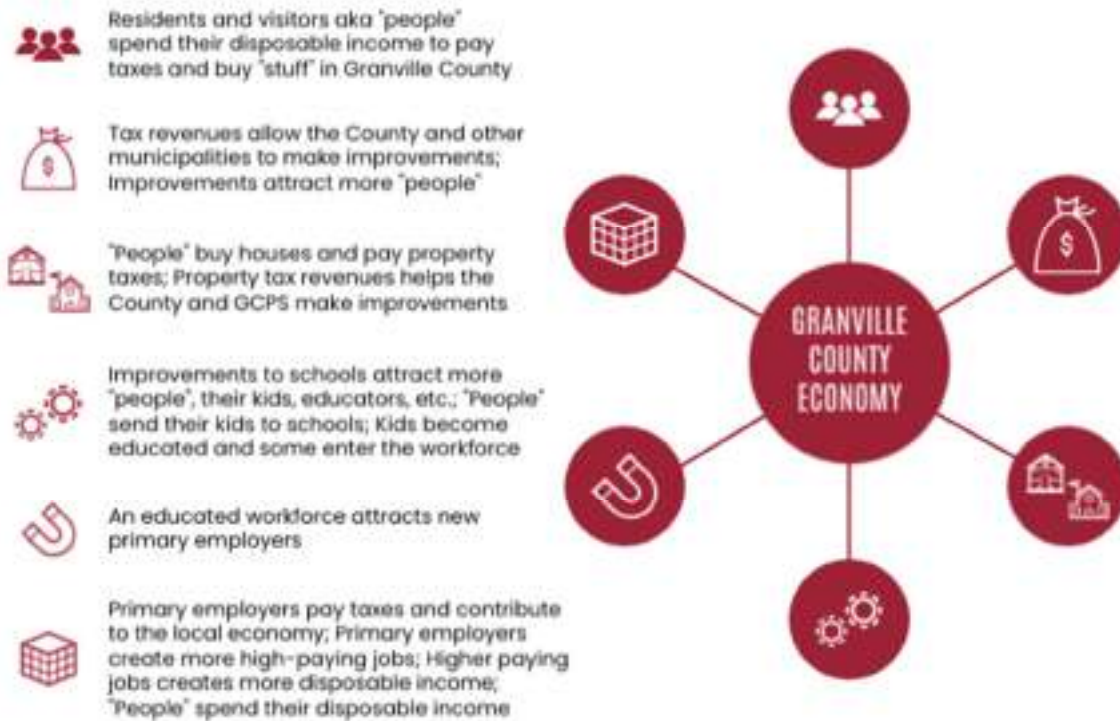 Residents and visitors aka "people"
spend their disposable income to pay
taxes and buy "stuff" in Granville County
Tax revenues allow the County and other
municipalities to make improvements;
Improvements attract more "people"
"People" buy houses and pay property
taxes; Property tax revenues helps the
County and GCPS make improvements
Improvements to schools attract more
"people", their kids, educators, etc.; "People"
send their kids to schools; Kids become
educated and some enter the workforce
An educated workforce attracts new
primary employers
Primary employers pay taxes and contribute
to the local economy; Primary employers
create more high-paying jobs; Higher paying
jobs creates more disposable income;
"People" spend their disposable income
GRANVILLE
COUNTY
ECONOMY
$
$